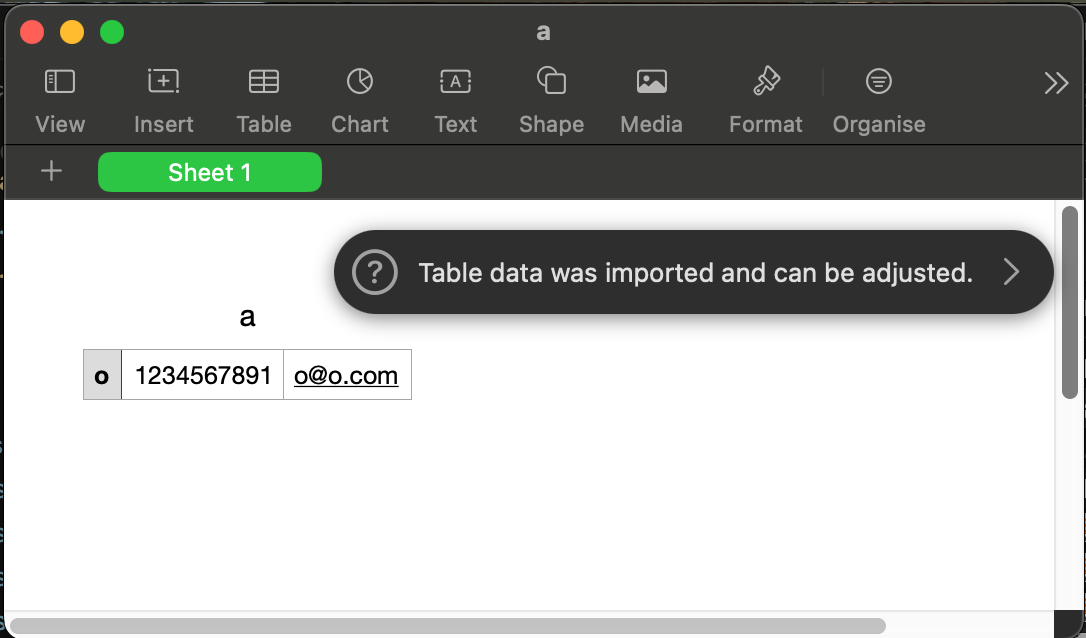 a
View Insert Table Chart Text Shape Media Format Organise
Sheet 1
Table data was imported and can be adjusted.
a
o 1234567891 o@o.com